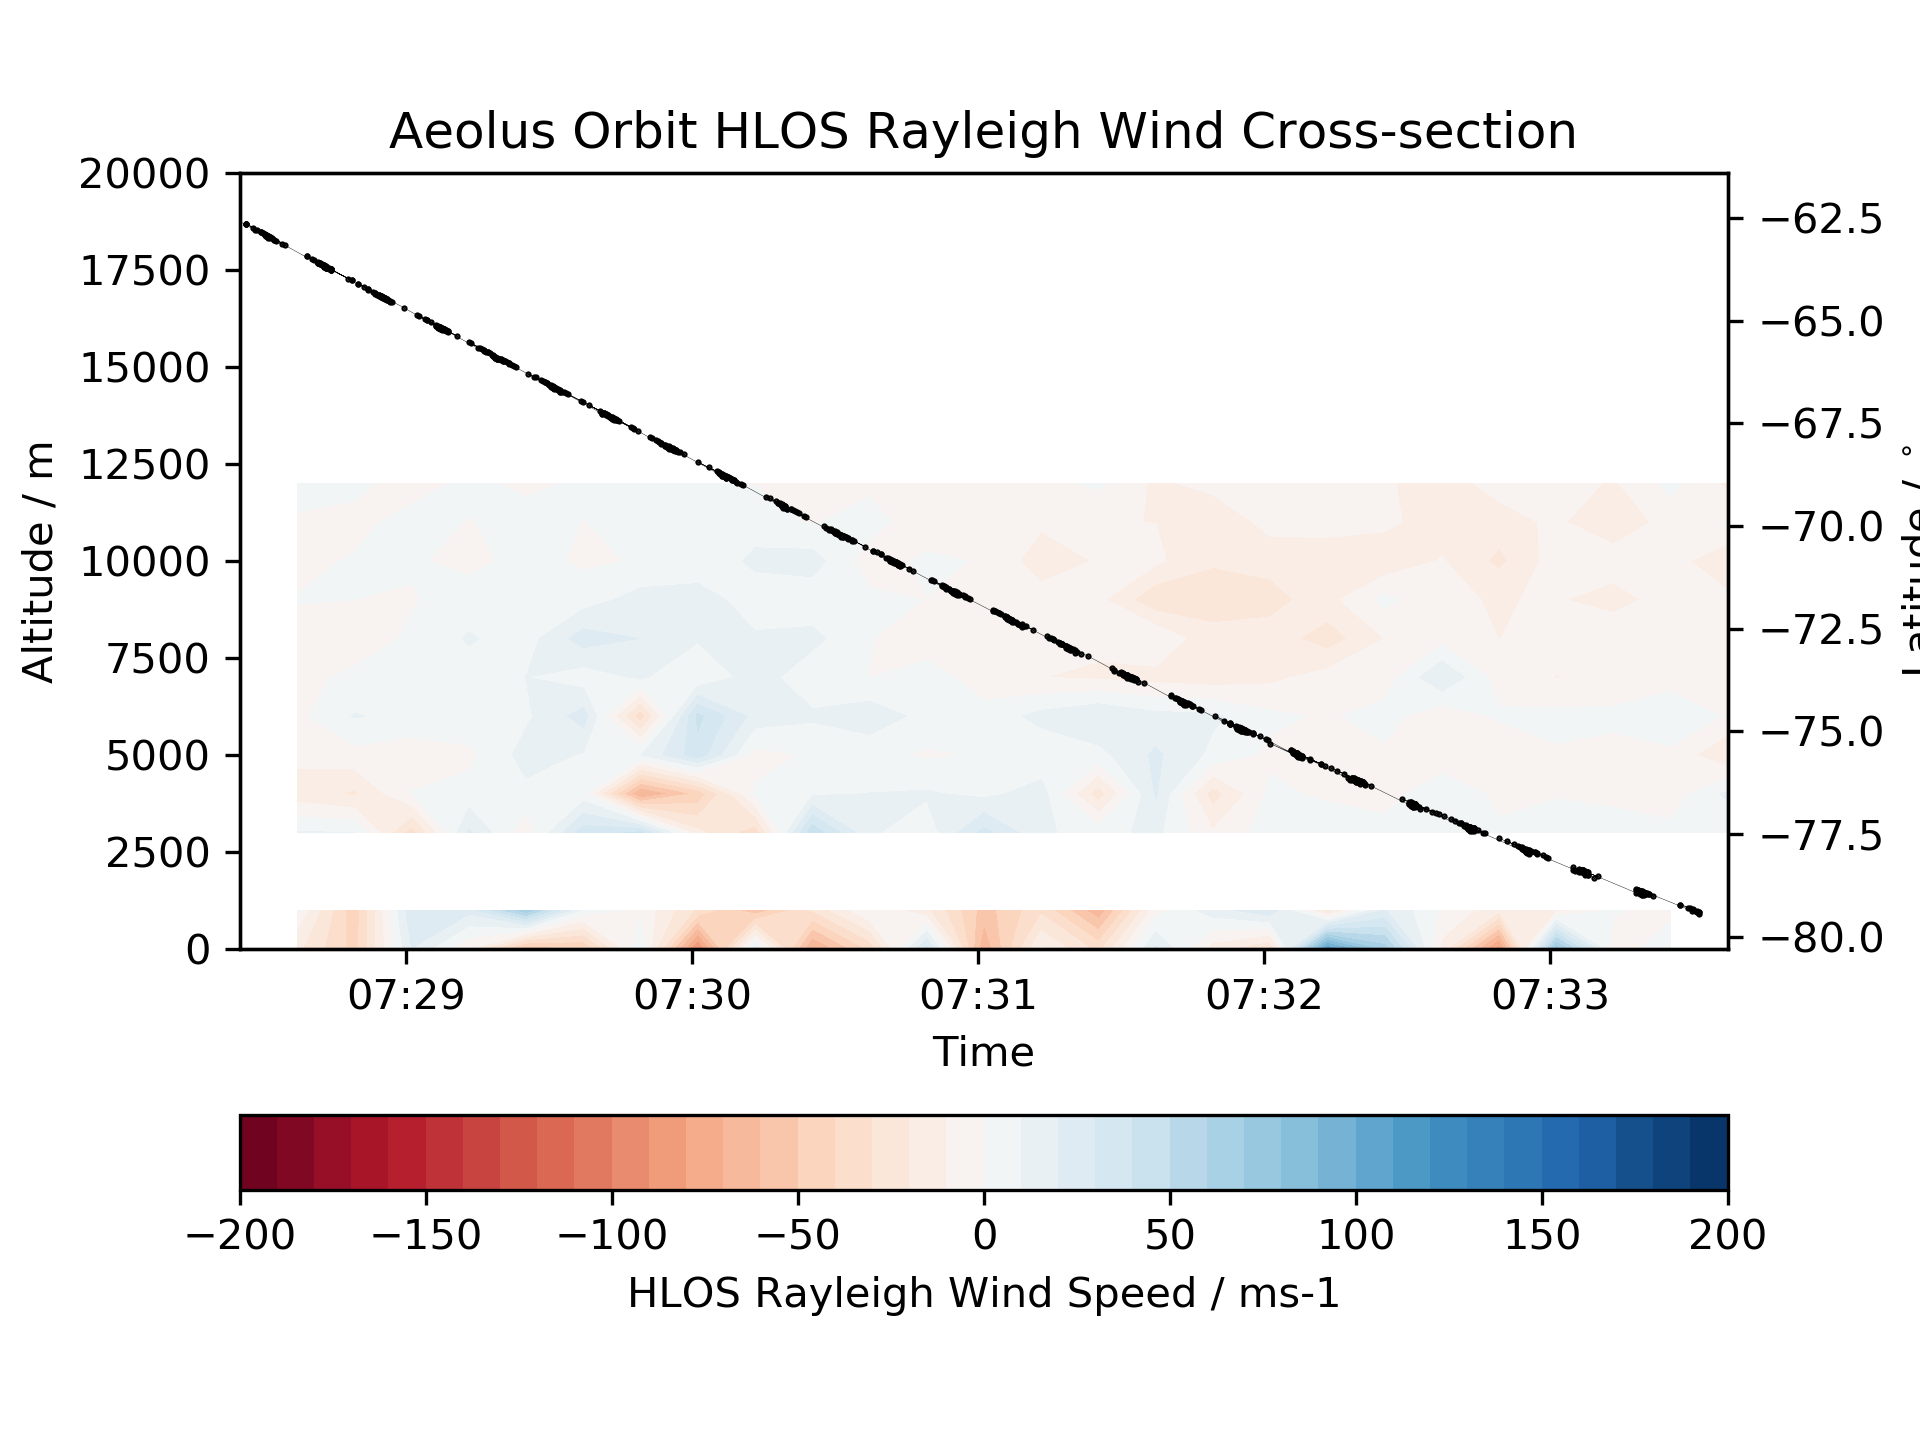 Aeolus Orbit HLOS Rayleigh Wind Cross-section
20000
17500
15000
12500
10000
7500
5000
2500
0
Altitude / m
−62.5
−65.0
−67.5
−70.0
−72.5
−75.0
−77.5
−80.0
Latitude / °
07:29 07:30 07:31 07:32 07:33
Time
−200 −150 −100 −50 0 50 100 150 200
HLOS Rayleigh Wind Speed / ms-1